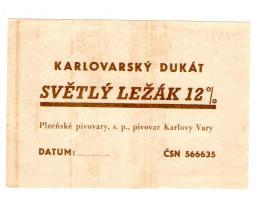 KARLOVARSKÝ DUKÁT
SVĚTLÝ LEŽÁK 12%
Plzeňské pivovary, s. p., pivovar Karlovy Vary
DATUM: ............ ČSN 566635